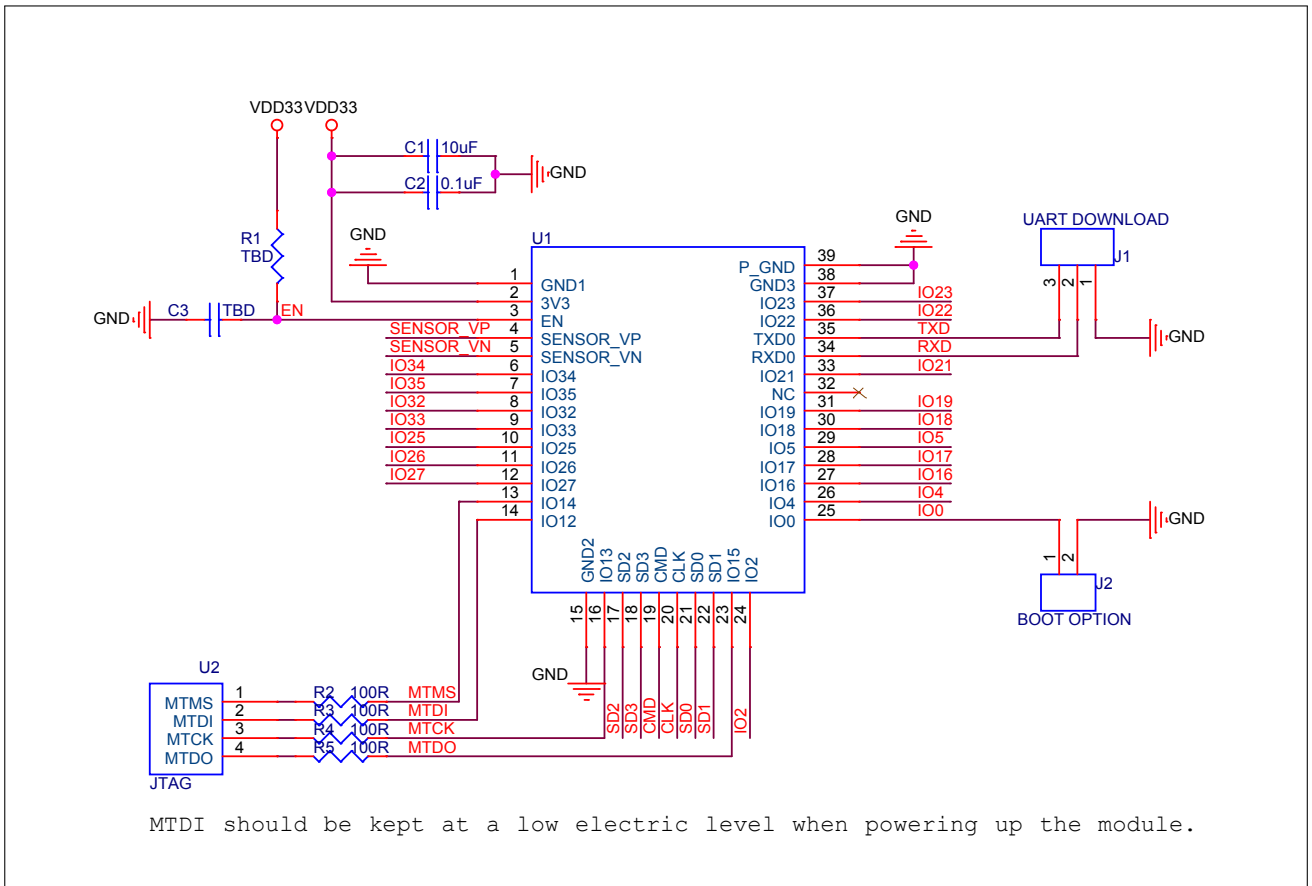 VDD33 VDD33
C1 10uF
GND
C2 0.1uF
R1
TBD
GND
GND
UART DOWNLOAD
J1
3 2 1
GND
GND C3 TBD EN
U1
1 GND1
2 3V3
3 EN
SENSOR_VP 4 SENSOR_VP
SENSOR_VN 5 SENSOR_VN
IO34 6 IO34
IO35 7 IO35
IO32 8 IO32
IO33 9 IO33
IO25 10 IO25
IO26 11 IO26
IO27 12 IO27
13 IO14
14 IO12
P_GND 39
GND3 38
IO23 37 IO23
IO22 36 IO22
TXD0 35 TXD
RXD0 34 RXD
IO21 33 IO21
NC 32
IO19 31 IO19
IO18 30 IO18
IO5 29 IO5
IO17 28 IO17
IO16 27 IO16
IO4 26 IO4
IO0 25 IO0
GND2 IO13 SD2 SD3 CMD CLK SD0 SD1 IO15 IO2
15 16 17 18 19 20 21 22 23 24
GND
SD2 SD3 CMD CLK SD0 SD1 IO2
GND
1 2
J2
BOOT OPTION
U2
MTMS 1 R2 100R MTMS
MTDI 2 R3 100R MTDI
MTCK 3 R4 100R MTCK
MTDO 4 R5 100R MTDO
JTAG
MTDI should be kept at a low electric level when powering up the module.